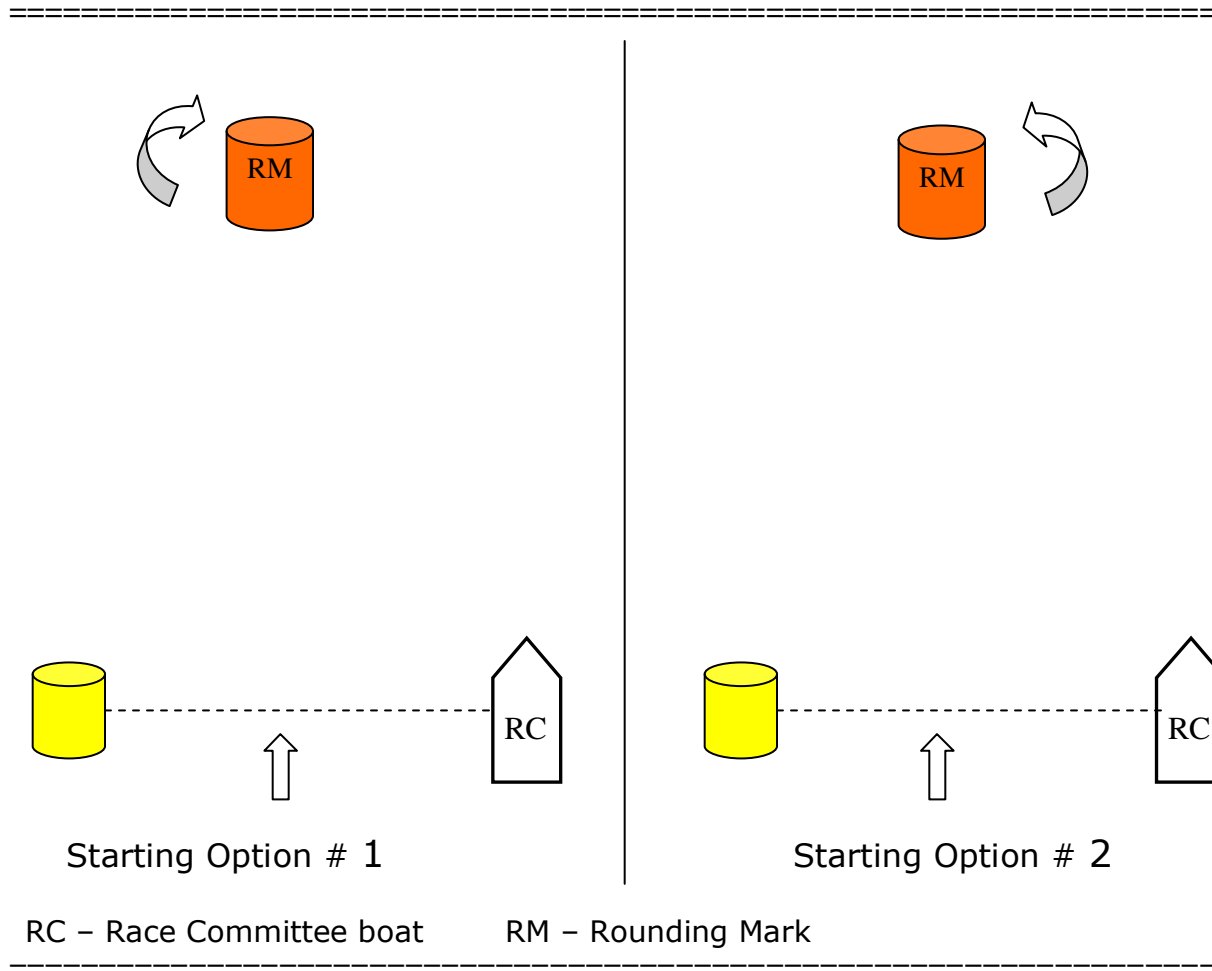 RM RM
RC RC
Starting Option # 1 Starting Option # 2
RC – Race Committee boat RM – Rounding Mark